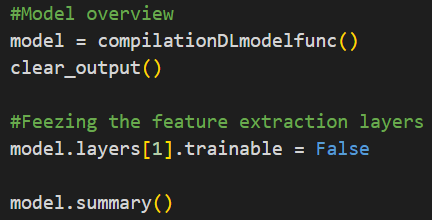 #Model overview
model = compilationDLmodelfunc()
clear_output()
#Feezing the feature extraction layers
model.layers[1].trainable = False
model.summary()